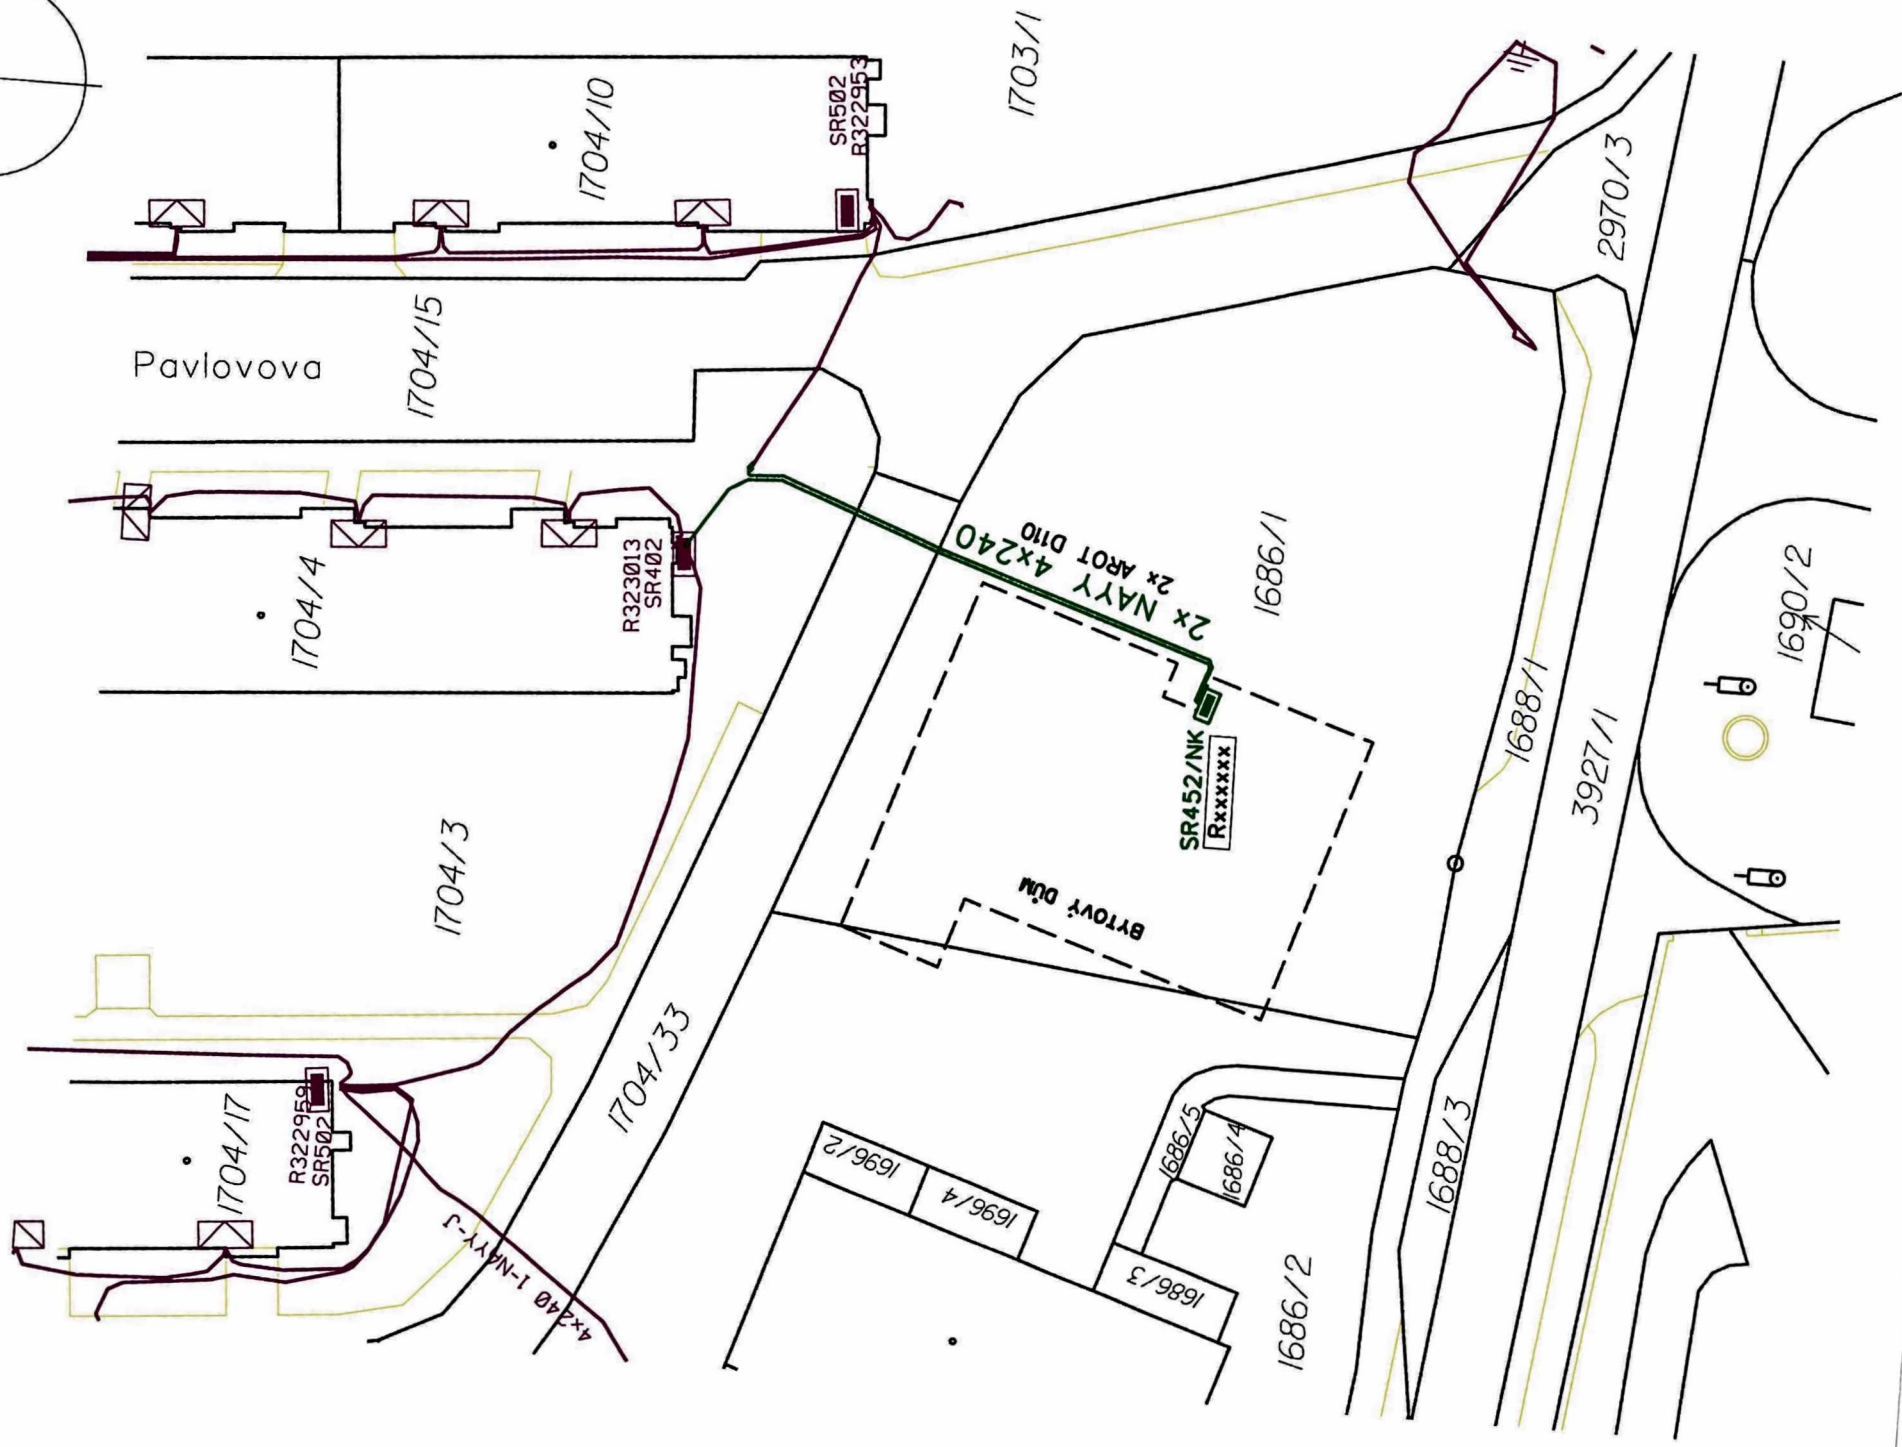 1703/1
SR502
R322953
1704/10
2970/3
1704/15
Pavlovova
2x NAYY 4x240
2x AROT D110
1686/1
R323013
SR402
1704/4
1690/2
1688/1
3927/1
SR452/NK
Rxxxxxx
1704/3
BYTOVÝ DŮM
1704/33
R322959
SR502
1704/17
1686/5
1686/4
1688/3
1696/2
1696/4
4x240 1-NAYY-J
1686/3
1686/2